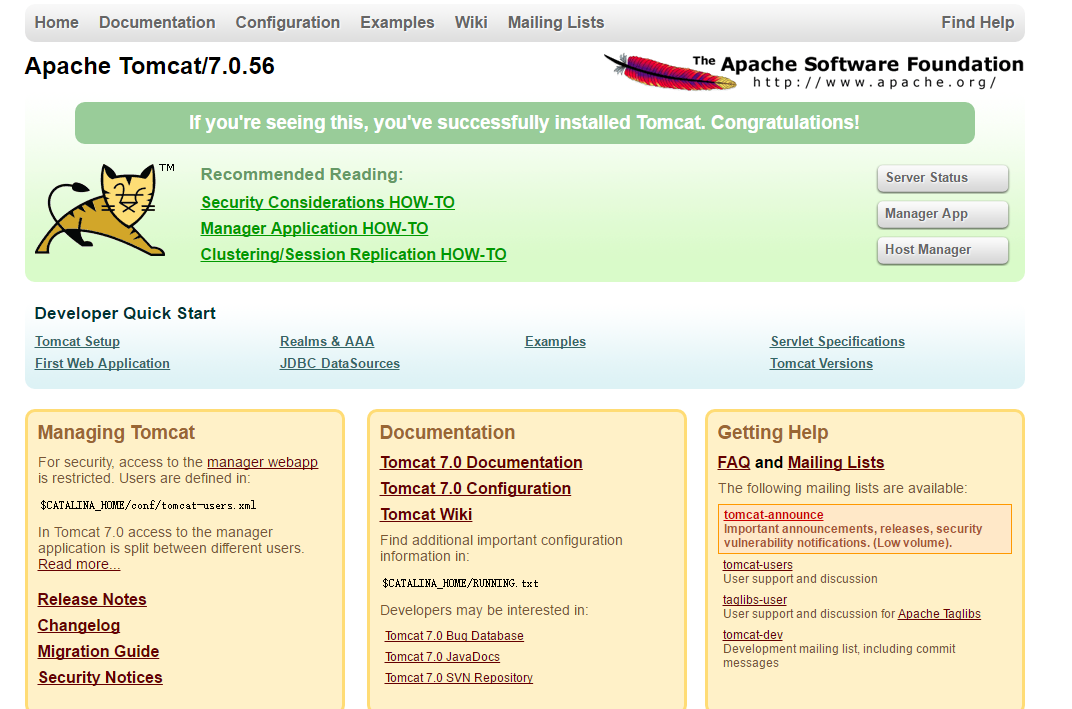 Home Documentation Configuration Examples Wiki Mailing Lists Find Help
Apache Tomcat/7.0.56
The Apache Software Foundation
http://www.apache.org/
If you're seeing this, you've successfully installed Tomcat. Congratulations!
TM
Recommended Reading:
Security Considerations HOW-TO
Manager Application HOW-TO
Clustering/Session Replication HOW-TO
Server Status
Manager App
Host Manager
Developer Quick Start
Tomcat Setup
First Web Application
Realms & AAA
JDBC DataSources
Examples
Servlet Specifications
Tomcat Versions
Managing Tomcat
For security, access to the manager webapp
is restricted. Users are defined in:
$CATALINA_HOME/conf/tomcat-users.xml
In Tomcat 7.0 access to the manager
application is split between different users.
Read more...
Release Notes
Changelog
Migration Guide
Security Notices
Documentation
Tomcat 7.0 Documentation
Tomcat 7.0 Configuration
Tomcat Wiki
Find additional important configuration
information in:
$CATALINA_HOME/RUNNING.txt
Developers may be interested in:
Tomcat 7.0 Bug Database
Tomcat 7.0 JavaDocs
Tomcat 7.0 SVN Repository
Getting Help
FAQ and Mailing Lists
The following mailing lists are available:
tomcat-announce
Important announcements, releases, security
vulnerability notifications. (Low volume).
tomcat-users
User support and discussion
taglibs-user
User support and discussion for Apache Taglibs
tomcat-dev
Development mailing list, including commit
messages